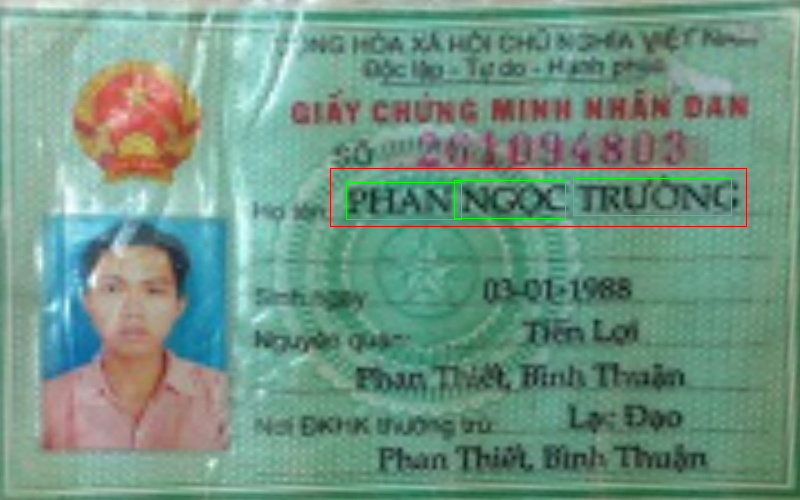 CỘNG HÒA XÃ HỘI CHỦ NGHĨA VIỆT NAM
Độc lập - Tự do - Hạnh phúc
GIẤY CHỨNG MINH NHÂN DÂN
SỐ 261094803
Họ tên PHAN NGỌC TRƯỜNG
Sinh ngày 03-01-1988
Nguyên quán Tiến Lợi
Phan Thiết, Bình Thuận
Nơi ĐKHK thường trú Lạc Đạo
Phan Thiết, Bình Thuận